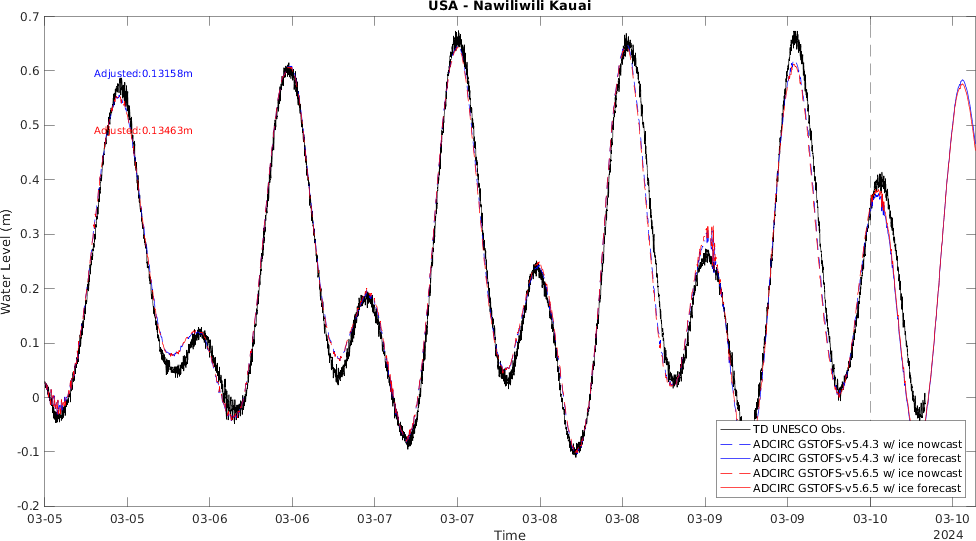 USA - Nawiliwili Kauai
0.7
0.6
0.5
0.4
0.3
0.2
0.1
0
-0.1
-0.2
Water Level (m)
Adjusted:0.13158m
Adjusted:0.13463m
TD UNESCO Obs.
ADCIRC GSTOFS-v5.4.3 w/ ice nowcast
ADCIRC GSTOFS-v5.4.3 w/ ice forecast
ADCIRC GSTOFS-v5.6.5 w/ ice nowcast
ADCIRC GSTOFS-v5.6.5 w/ ice forecast
03-05 03-05 03-06 03-06 03-07 03-07 03-08 03-08 03-09 03-09 03-10 03-10
Time 2024